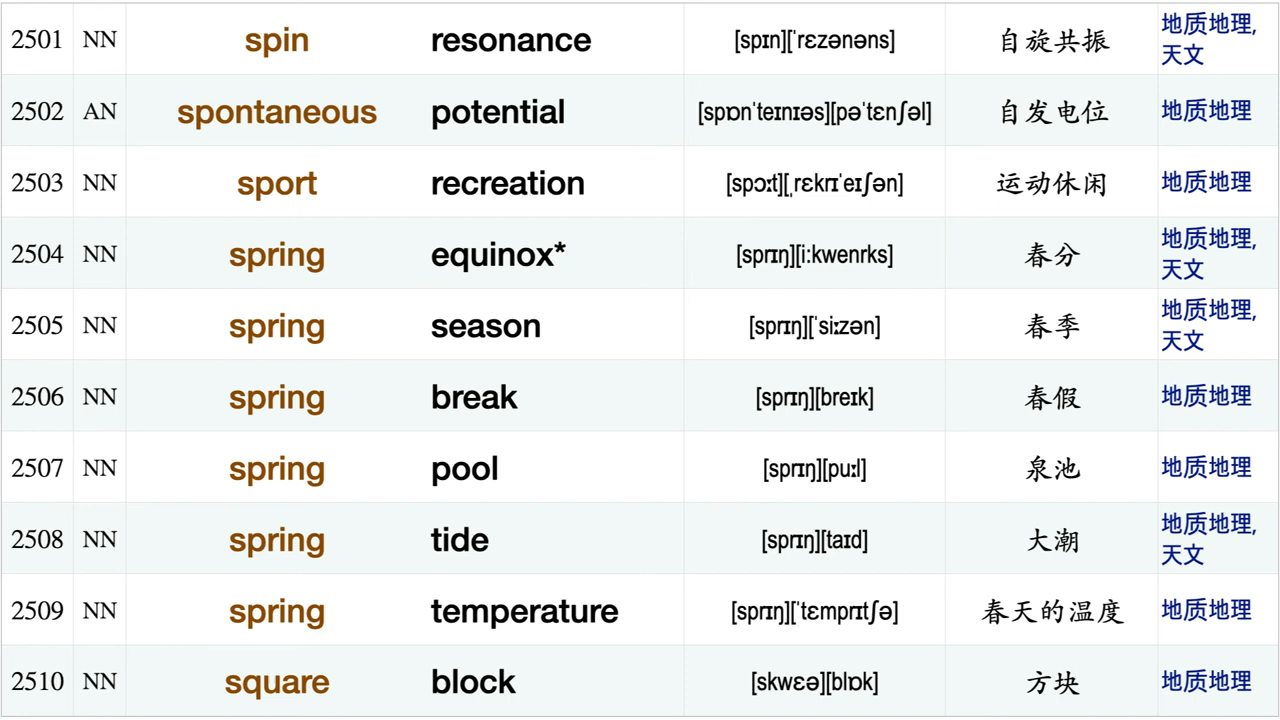 2501 NN spin resonance [spɪn][ˈrɛzənəns] 自旋共振 地质地理, 天文
2502 AN spontaneous potential [spɒnˈteɪnɪəs][pəˈtɛnʃəl] 自发电位 地质地理
2503 NN sport recreation [spɔːt][ˌrɛkrɪˈeɪʃən] 运动休闲 地质地理
2504 NN spring equinox* [sprɪŋ][i:kwenrks] 春分 地质地理, 天文
2505 NN spring season [sprɪŋ][ˈsiːzən] 春季 地质地理, 天文
2506 NN spring break [sprɪŋ][breɪk] 春假 地质地理
2507 NN spring pool [sprɪŋ][puːl] 泉池 地质地理
2508 NN spring tide [sprɪŋ][taɪd] 大潮 地质地理, 天文
2509 NN spring temperature [sprɪŋ][ˈtɛmprɪtʃə] 春天的温度 地质地理
2510 NN square block [skwɛə][blɒk] 方块 地质地理